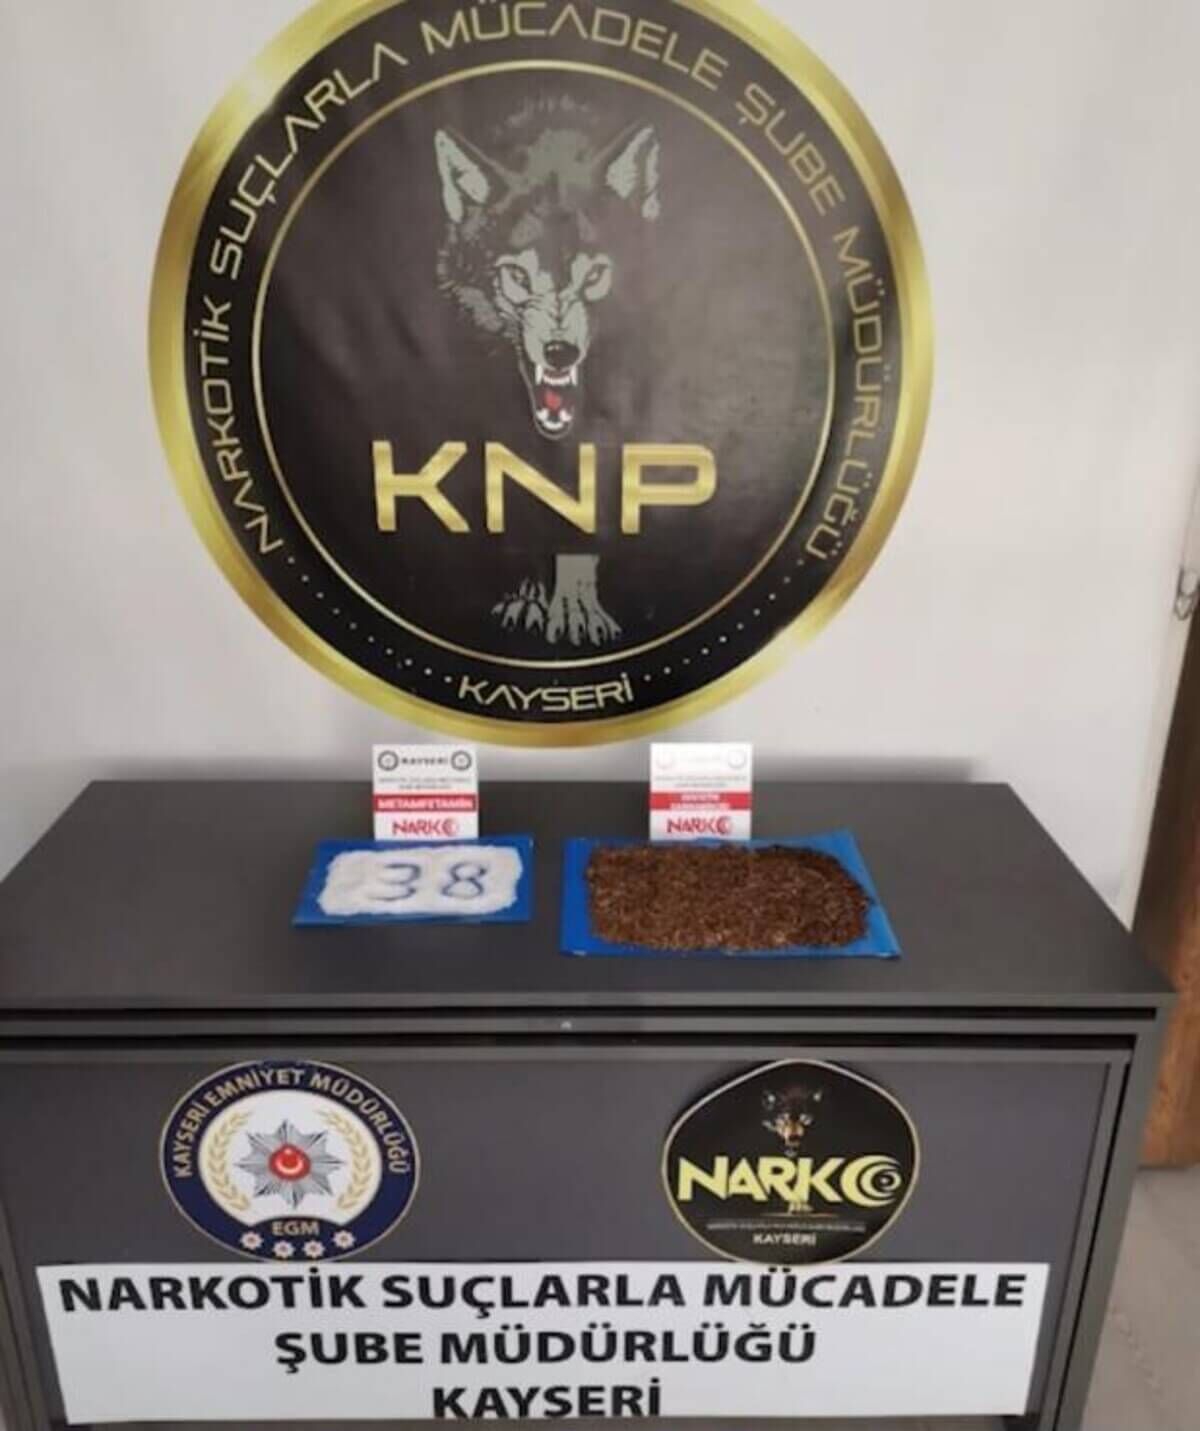 NARKOTİK SUÇLARLA MÜCADELE ŞUBE MÜDÜRLÜĞÜ
KNP
KAYSERİ
KAYSERİ
METAMFETAMİN
NARKO
NARKO
38
KAYSERİ EMNİYET MÜDÜRLÜĞÜ
EGM
NARKO
KAYSERİ
NARKOTİK SUÇLARLA MÜCADELE
ŞUBE MÜDÜRLÜĞÜ
KAYSERİ